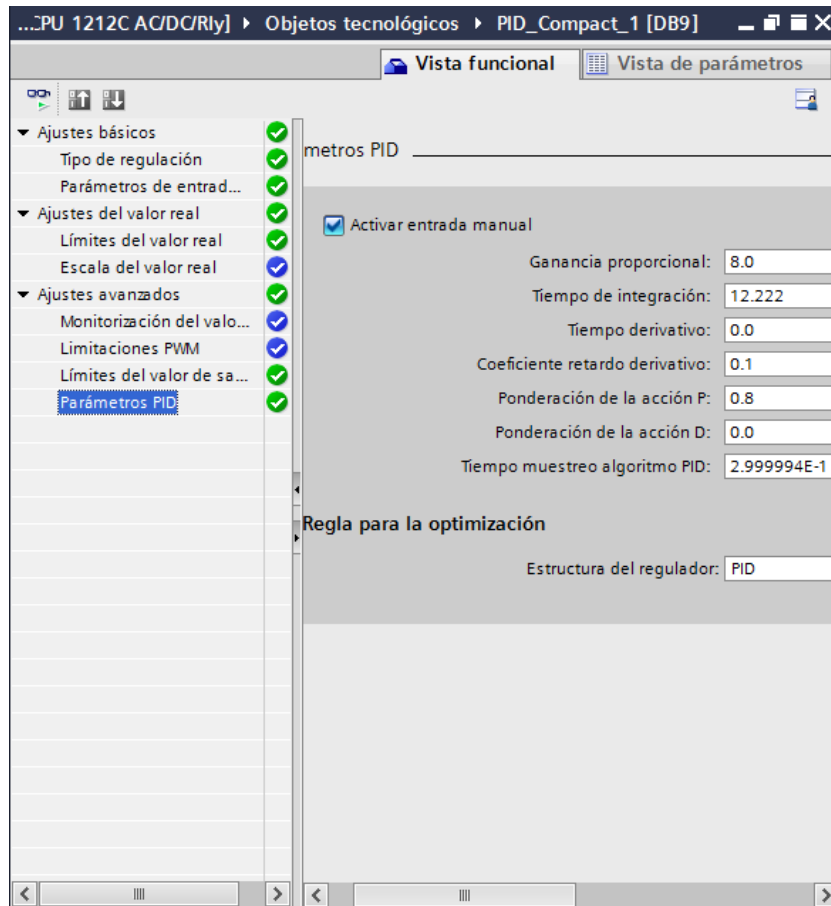 ...CPU 1212C AC/DC/Rly] Objetos tecnológicos PID_Compact_1 [DB9]
Vista funcional Vista de parámetros
Ajustes básicos
Tipo de regulación
Parámetros de entrad...
Ajustes del valor real
Límites del valor real
Escala del valor real
Ajustes avanzados
Monitorización del valo...
Limitaciones PWM
Límites del valor de sa...
Parámetros PID
metros PID
Activar entrada manual
Ganancia proporcional: 8.0
Tiempo de integración: 12.222
Tiempo derivativo: 0.0
Coeficiente retardo derivativo: 0.1
Ponderación de la acción P: 0.8
Ponderación de la acción D: 0.0
Tiempo muestreo algoritmo PID: 2.999994E-1
Regla para la optimización
Estructura del regulador: PID